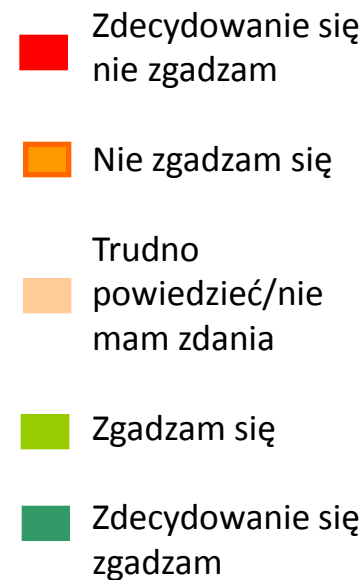 Zdecydowanie się
nie zgadzam
Nie zgadzam się
Trudno
powiedzieć/nie
mam zdania
Zgadzam się
Zdecydowanie się
zgadzam